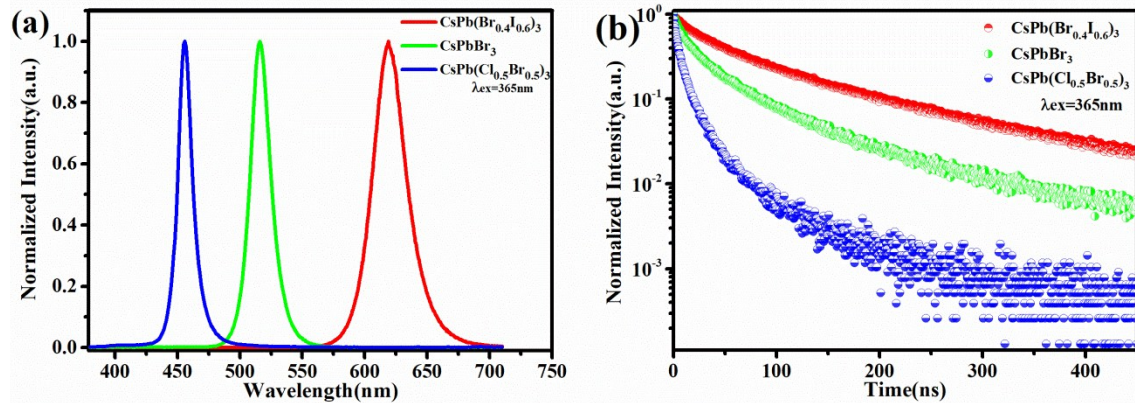 (a)
CsPb(Br0.4I0.6)3
CsPbBr3
CsPb(Cl0.5Br0.5)3
λex=365nm
1.0
0.8
0.6
0.4
0.2
0.0
Normalized Intensity(a.u.)
400 450 500 550 600 650 700 750
Wavelength(nm)
(b)
CsPb(Br0.4I0.6)3
CsPbBr3
CsPb(Cl0.5Br0.5)3
λex=365nm
10^0
10^-1
10^-2
10^-3
Normalized Intensity(a.u.)
0 100 200 300 400
Time(ns)